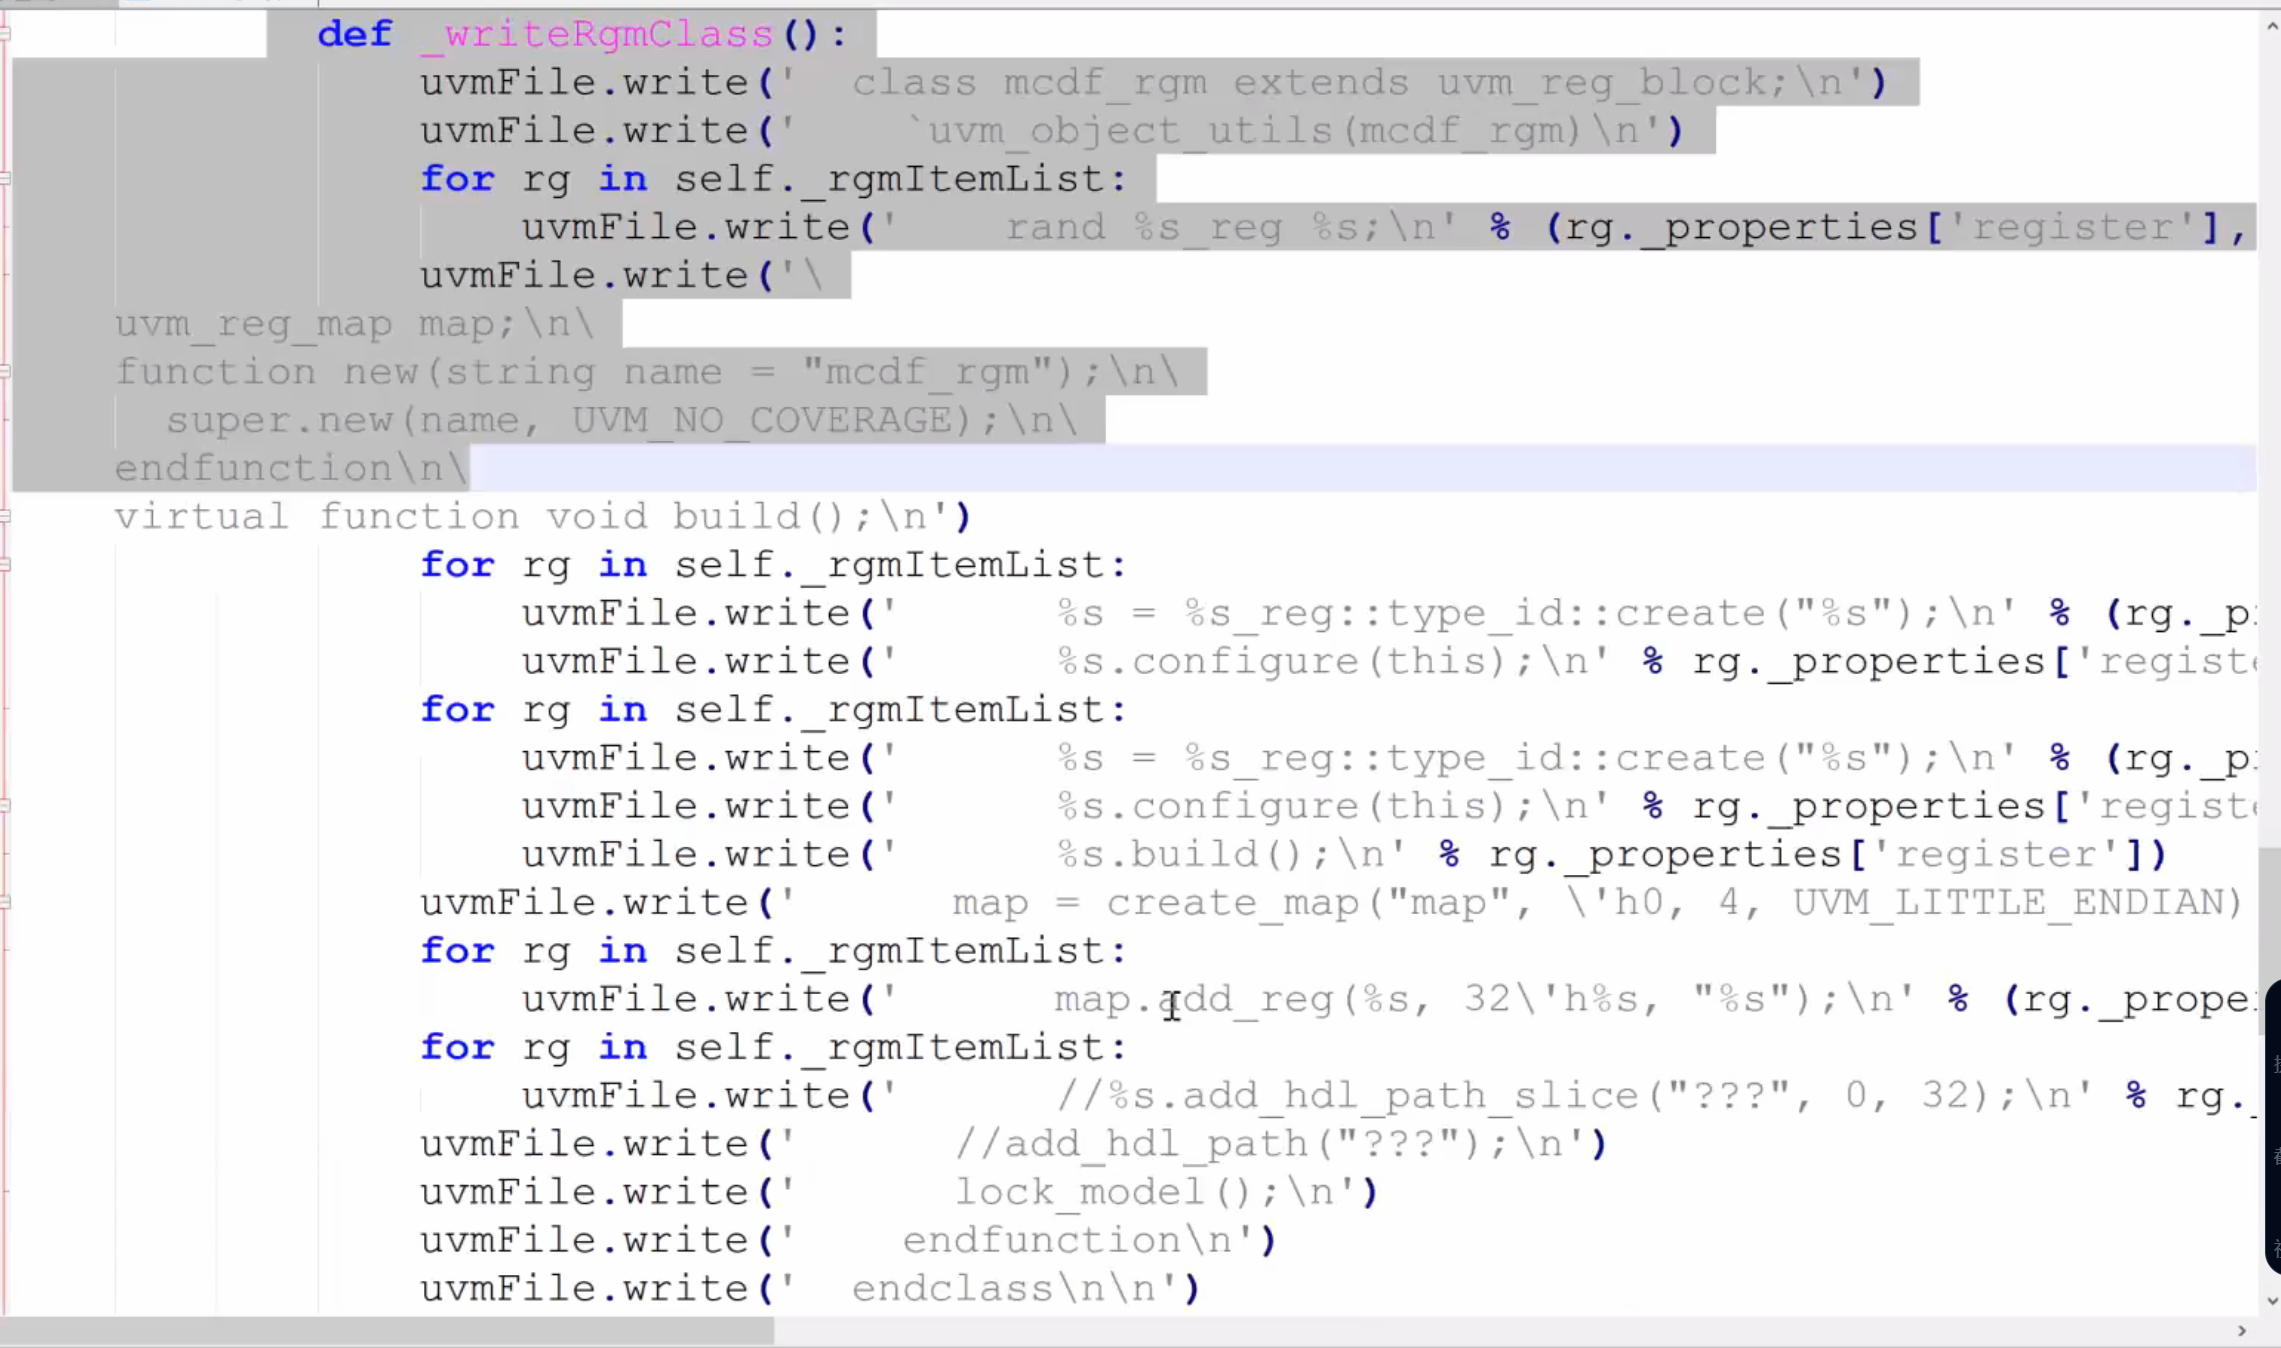 def _writeRgmClass():
uvmFile.write('  class mcdf_rgm extends uvm_reg_block;\n')
uvmFile.write('    `uvm_object_utils(mcdf_rgm)\n')
for rg in self._rgmItemList:
uvmFile.write('    rand %s_reg %s;\n' % (rg._properties['register'],
uvmFile.write('\
uvm_reg_map map;\n\
function new(string name = "mcdf_rgm");\n\
super.new(name, UVM_NO_COVERAGE);\n\
endfunction\n\
virtual function void build();\n')
for rg in self._rgmItemList:
uvmFile.write('      %s = %s_reg::type_id::create("%s");\n' % (rg._p
uvmFile.write('      %s.configure(this);\n' % rg._properties['registe
for rg in self._rgmItemList:
uvmFile.write('      %s = %s_reg::type_id::create("%s");\n' % (rg._p
uvmFile.write('      %s.configure(this);\n' % rg._properties['registe
uvmFile.write('      %s.build();\n' % rg._properties['register'])
uvmFile.write('      map = create_map("map", \'h0, 4, UVM_LITTLE_ENDIAN)
for rg in self._rgmItemList:
uvmFile.write('      map.add_reg(%s, 32\'h%s, "%s");\n' % (rg._prope
for rg in self._rgmItemList:
uvmFile.write('      //%s.add_hdl_path_slice("???", 0, 32);\n' % rg._
uvmFile.write('      //add_hdl_path("???");\n')
uvmFile.write('      lock_model();\n')
uvmFile.write('    endfunction\n')
uvmFile.write('  endclass\n\n')